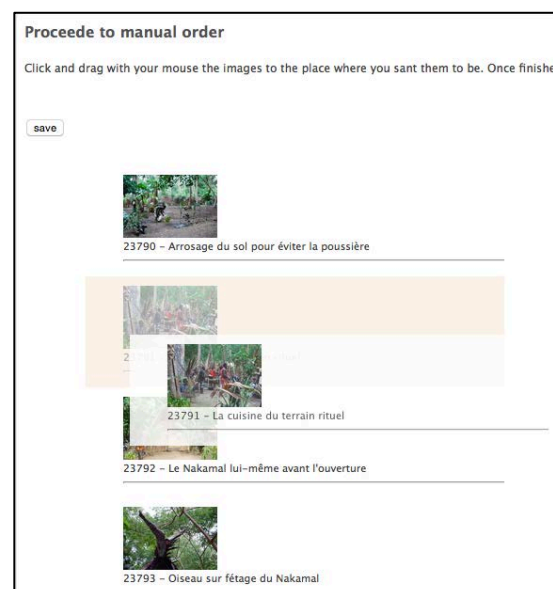 Proceede to manual order
Click and drag with your mouse the images to the place where you sant them to be. Once finishe
save
23790 – Arrosage du sol pour éviter la poussière
23791 – La cuisine du terrain rituel
23792 – Le Nakamal lui-même avant l'ouverture
23793 – Oiseau sur fétage du Nakamal